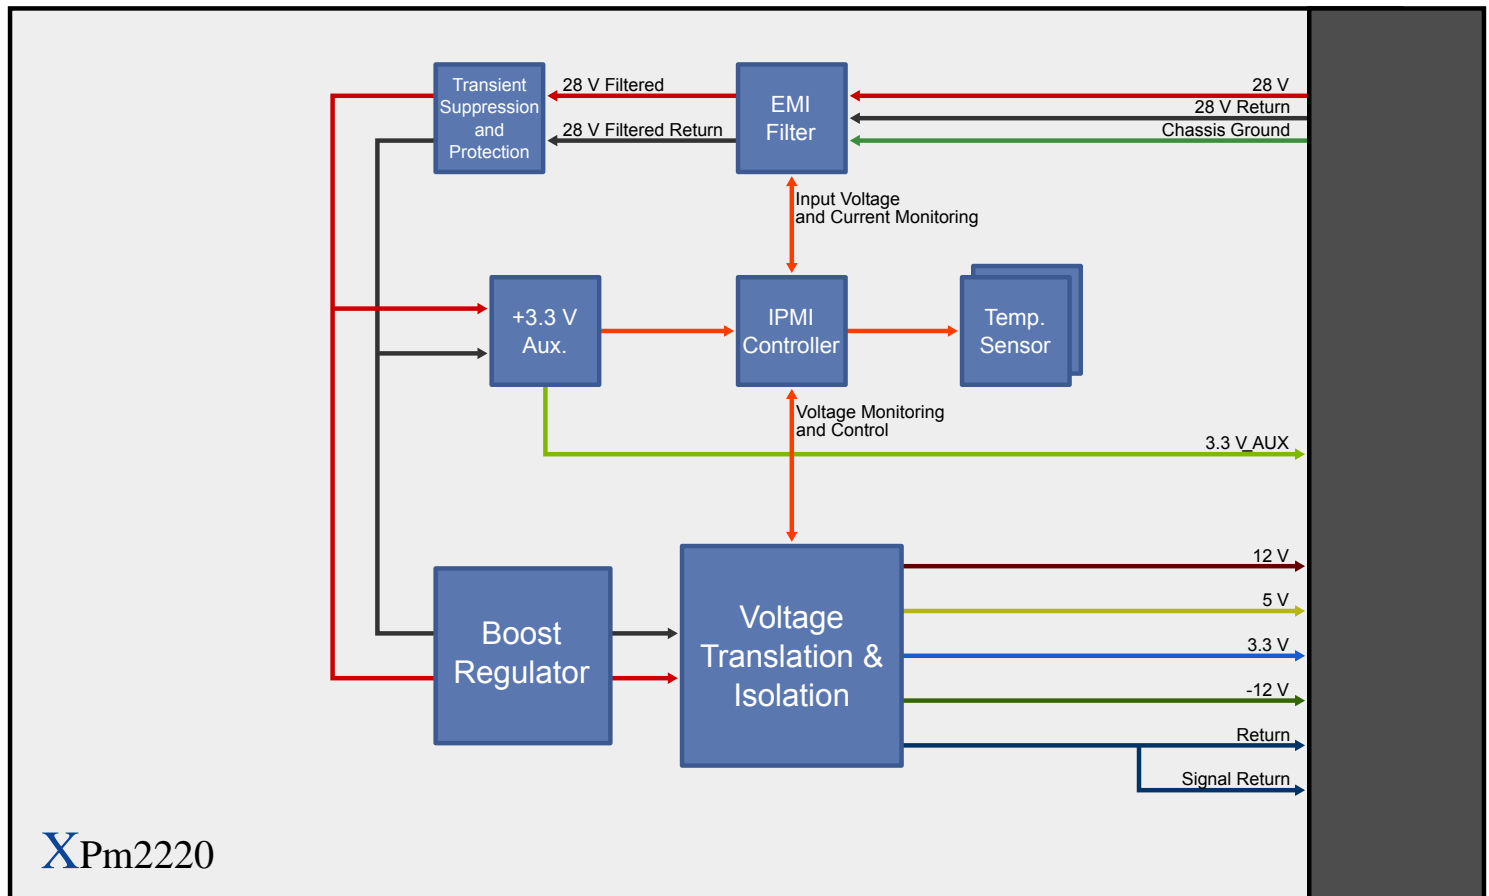 Transient
Suppression
and
Protection
28 V Filtered
28 V Filtered Return
EMI
Filter
28 V
28 V Return
Chassis Ground
Input Voltage
and Current Monitoring
+3.3 V
Aux.
IPMI
Controller
Temp.
Sensor
Voltage Monitoring
and Control
3.3 V_AUX
Boost
Regulator
Voltage
Translation &
Isolation
12 V
5 V
3.3 V
-12 V
Return
Signal Return
XPm2220